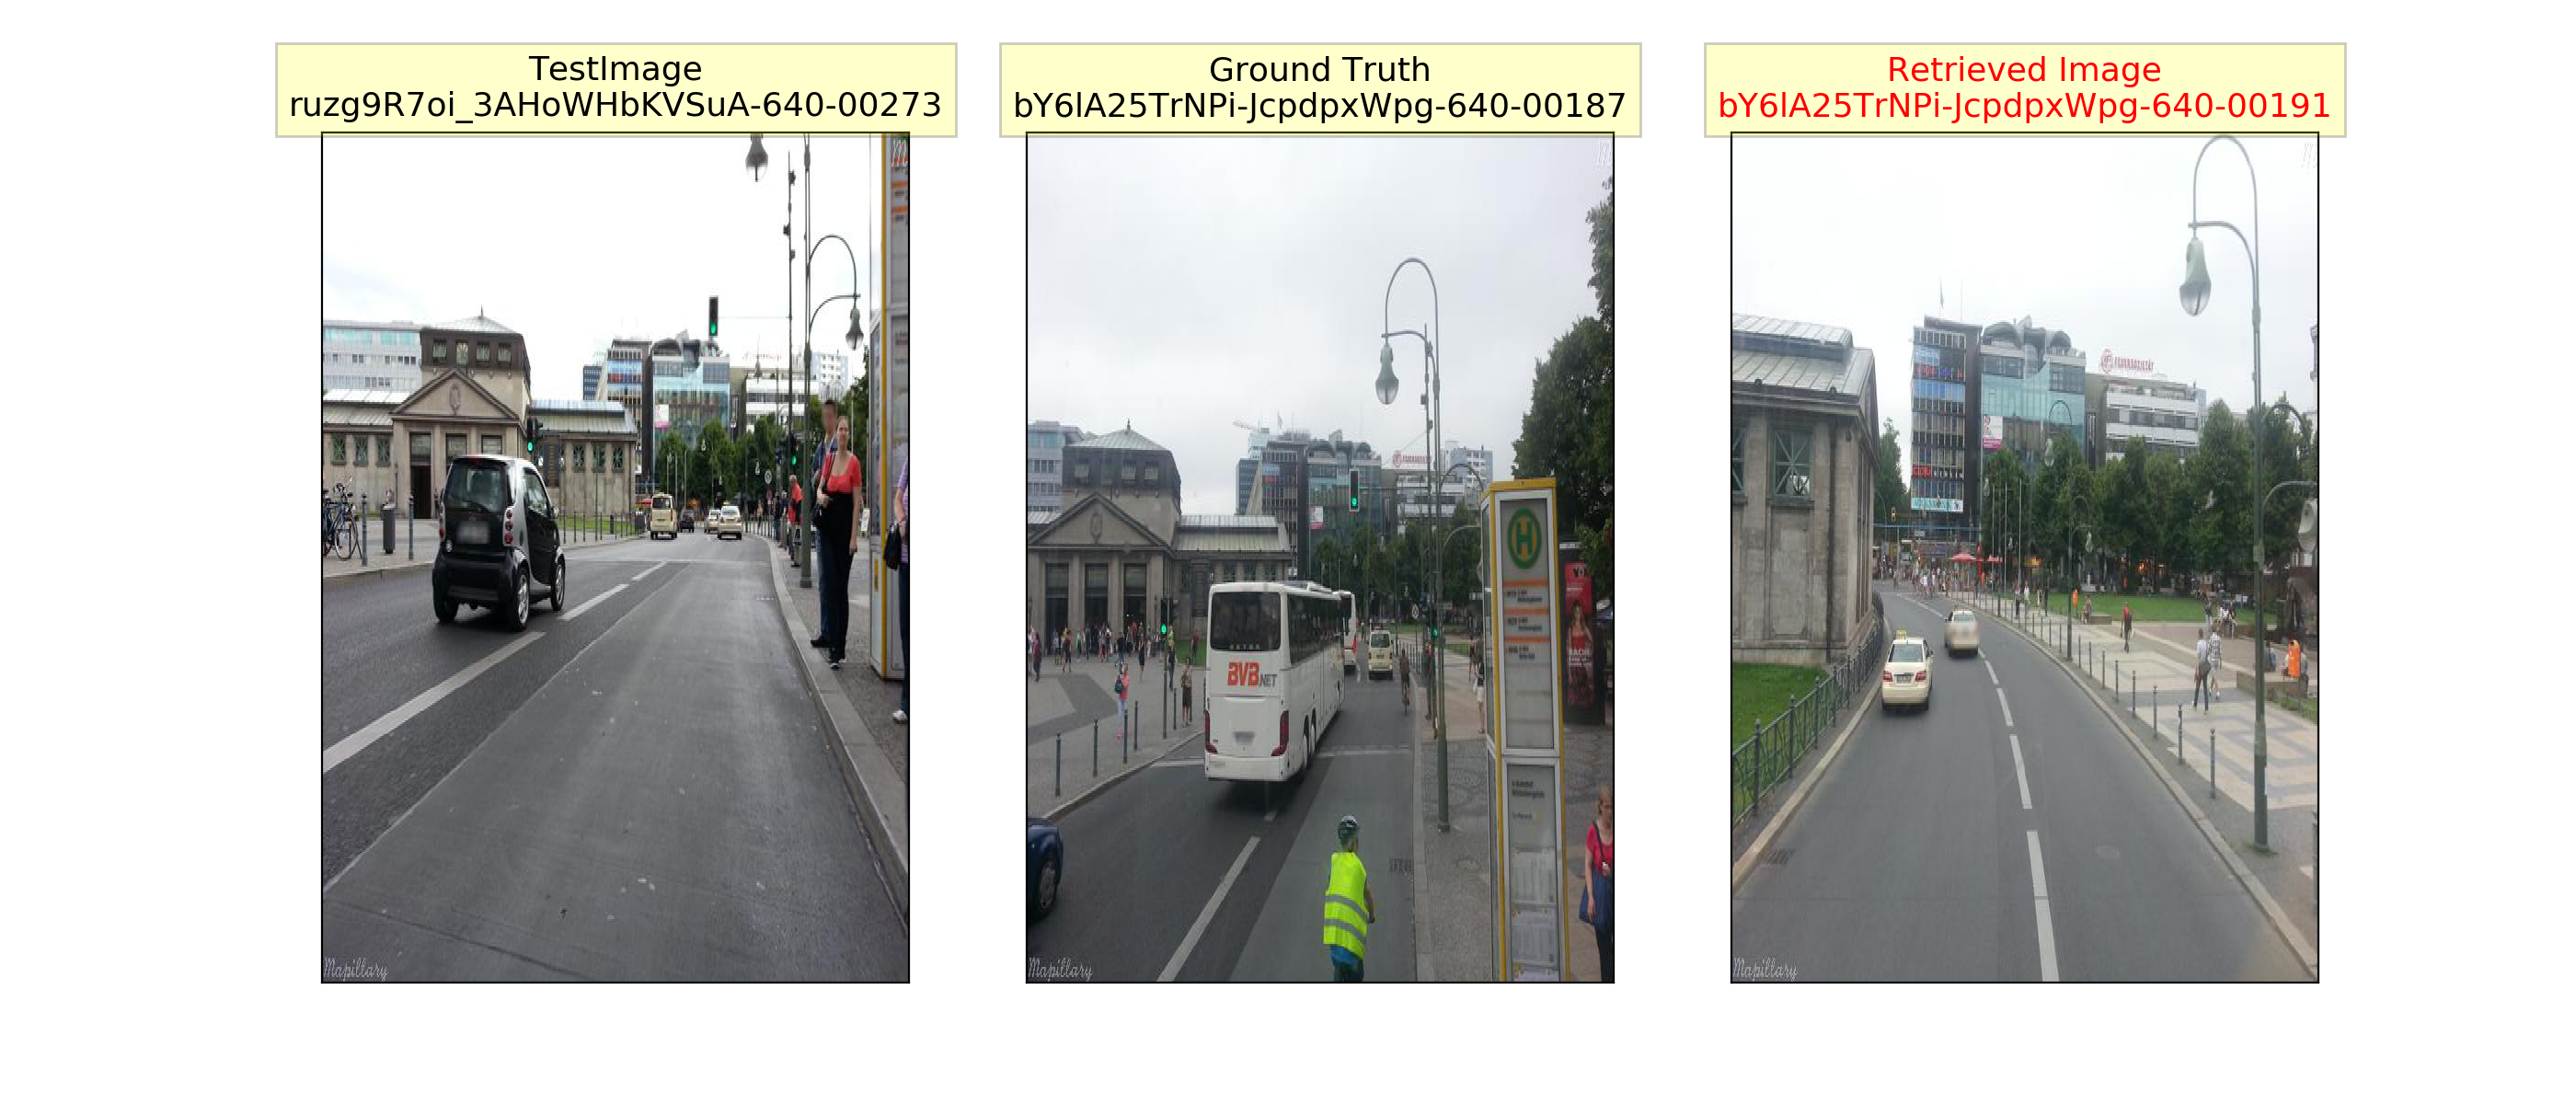 TestImage
ruzg9R7oi_3AHoWHbKVSuA-640-00273
Ground Truth
bY6lA25TrNPi-JcpdpxWpg-640-00187
Retrieved Image
bY6lA25TrNPi-JcpdpxWpg-640-00191
H
BVB.NET
Mapillary
Mapillary
Mapillary